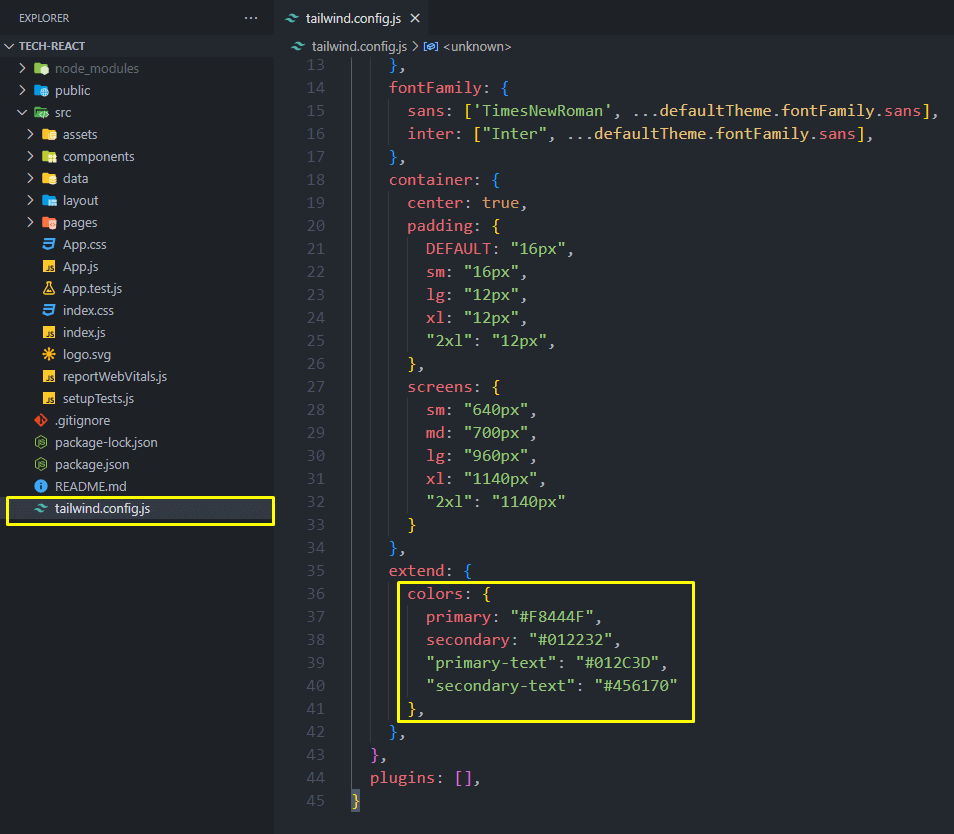 EXPLORER
TECH-REACT
node_modules
public
src
assets
components
data
layout
pages
App.css
App.js
App.test.js
index.css
index.js
logo.svg
reportWebVitals.js
setupTests.js
.gitignore
package-lock.json
package.json
README.md
tailwind.config.js
tailwind.config.js
tailwind.config.js > <unknown>
13 },
14 fontFamily: {
15 sans: ['TimesNewRoman', ...defaultTheme.fontFamily.sans],
16 inter: ["Inter", ...defaultTheme.fontFamily.sans],
17 },
18 container: {
19 center: true,
20 padding: {
21 DEFAULT: "16px",
22 sm: "16px",
23 lg: "12px",
24 xl: "12px",
25 "2xl": "12px",
26 },
27 screens: {
28 sm: "640px",
29 md: "700px",
30 lg: "960px",
31 xl: "1140px",
32 "2xl": "1140px"
33 }
34 },
35 extend: {
36 colors: {
37 primary: "#F8444F",
38 secondary: "#012232",
39 "primary-text": "#012C3D",
40 "secondary-text": "#456170"
41 },
42 },
43 },
44 plugins: [],
45 }